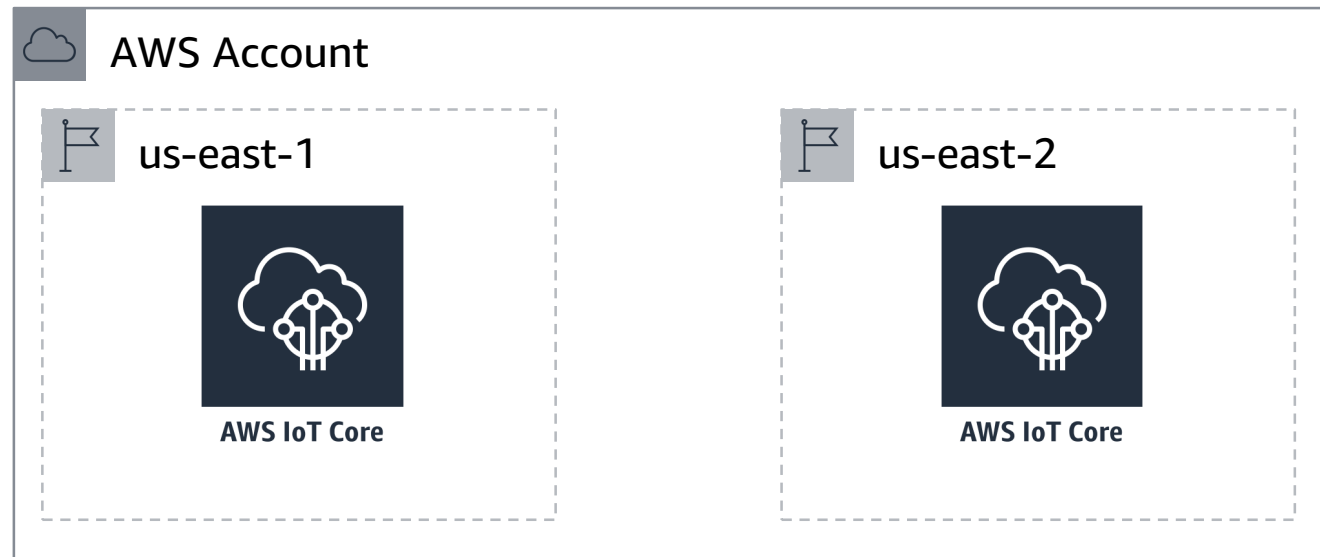 AWS Account
us-east-1
us-east-2
AWS IoT Core
AWS IoT Core